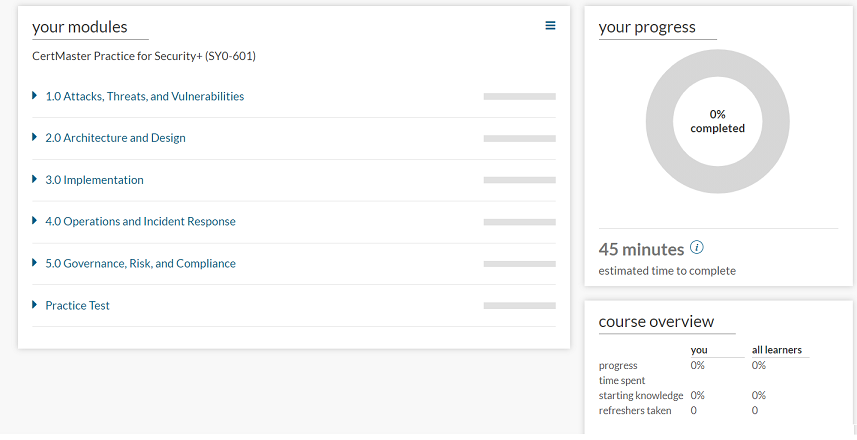 your modules
CertMaster Practice for Security+ (SY0-601)
1.0 Attacks, Threats, and Vulnerabilities
2.0 Architecture and Design
3.0 Implementation
4.0 Operations and Incident Response
5.0 Governance, Risk, and Compliance
Practice Test
your progress
0%
completed
45 minutes i
estimated time to complete
course overview
you all learners
progress 0% 0%
time spent
starting knowledge 0% 0%
refreshers taken 0 0